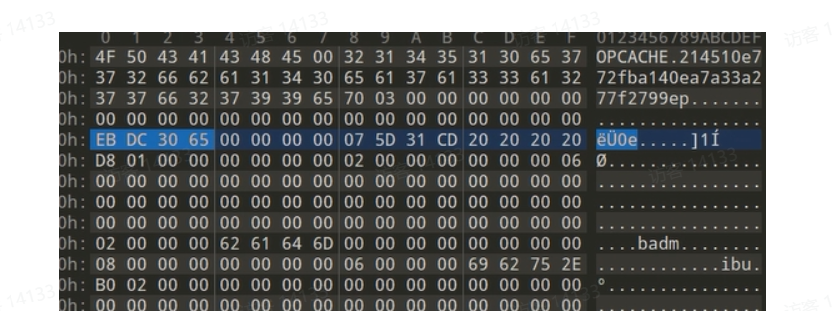 0 1 2 3 4 5 6 7 8 9 A B C D E F 0123456789ABCDEF
0h: 4F 50 43 41 43 48 45 00 32 31 34 35 31 30 65 37 OPCACHE.214510e7
0h: 37 32 66 62 61 31 34 30 65 61 37 61 33 33 61 32 72fba140ea7a33a2
0h: 37 37 66 32 37 39 39 65 70 03 00 00 00 00 00 00 77f2799ep.......
0h: 00 00 00 00 00 00 00 00 00 00 00 00 00 00 00 00 ................
0h: EB DC 30 65 00 00 00 00 07 5D 31 CD 20 20 20 20 ëÜ0e.....]1Í
0h: D8 01 00 00 00 00 00 00 02 00 00 00 00 00 00 06 Ø...............
0h: 00 00 00 00 00 00 00 00 00 00 00 00 00 00 00 00 ................
0h: 00 00 00 00 00 00 00 00 00 00 00 00 00 00 00 00 ................
0h: 00 00 00 00 00 00 00 00 00 00 00 00 00 00 00 00 ................
0h: 02 00 00 00 62 61 64 6D 00 00 00 00 00 00 00 00 ....badm........
0h: 08 00 00 00 00 00 00 00 06 00 00 00 69 62 75 2E ............ibu.
0h: B0 02 00 00 00 00 00 00 00 00 00 00 00 00 00 00 °...............
0h: 00 00 00 00 00 00 00 00 00 00 00 00 00 00 00 00 ................
访客 14133